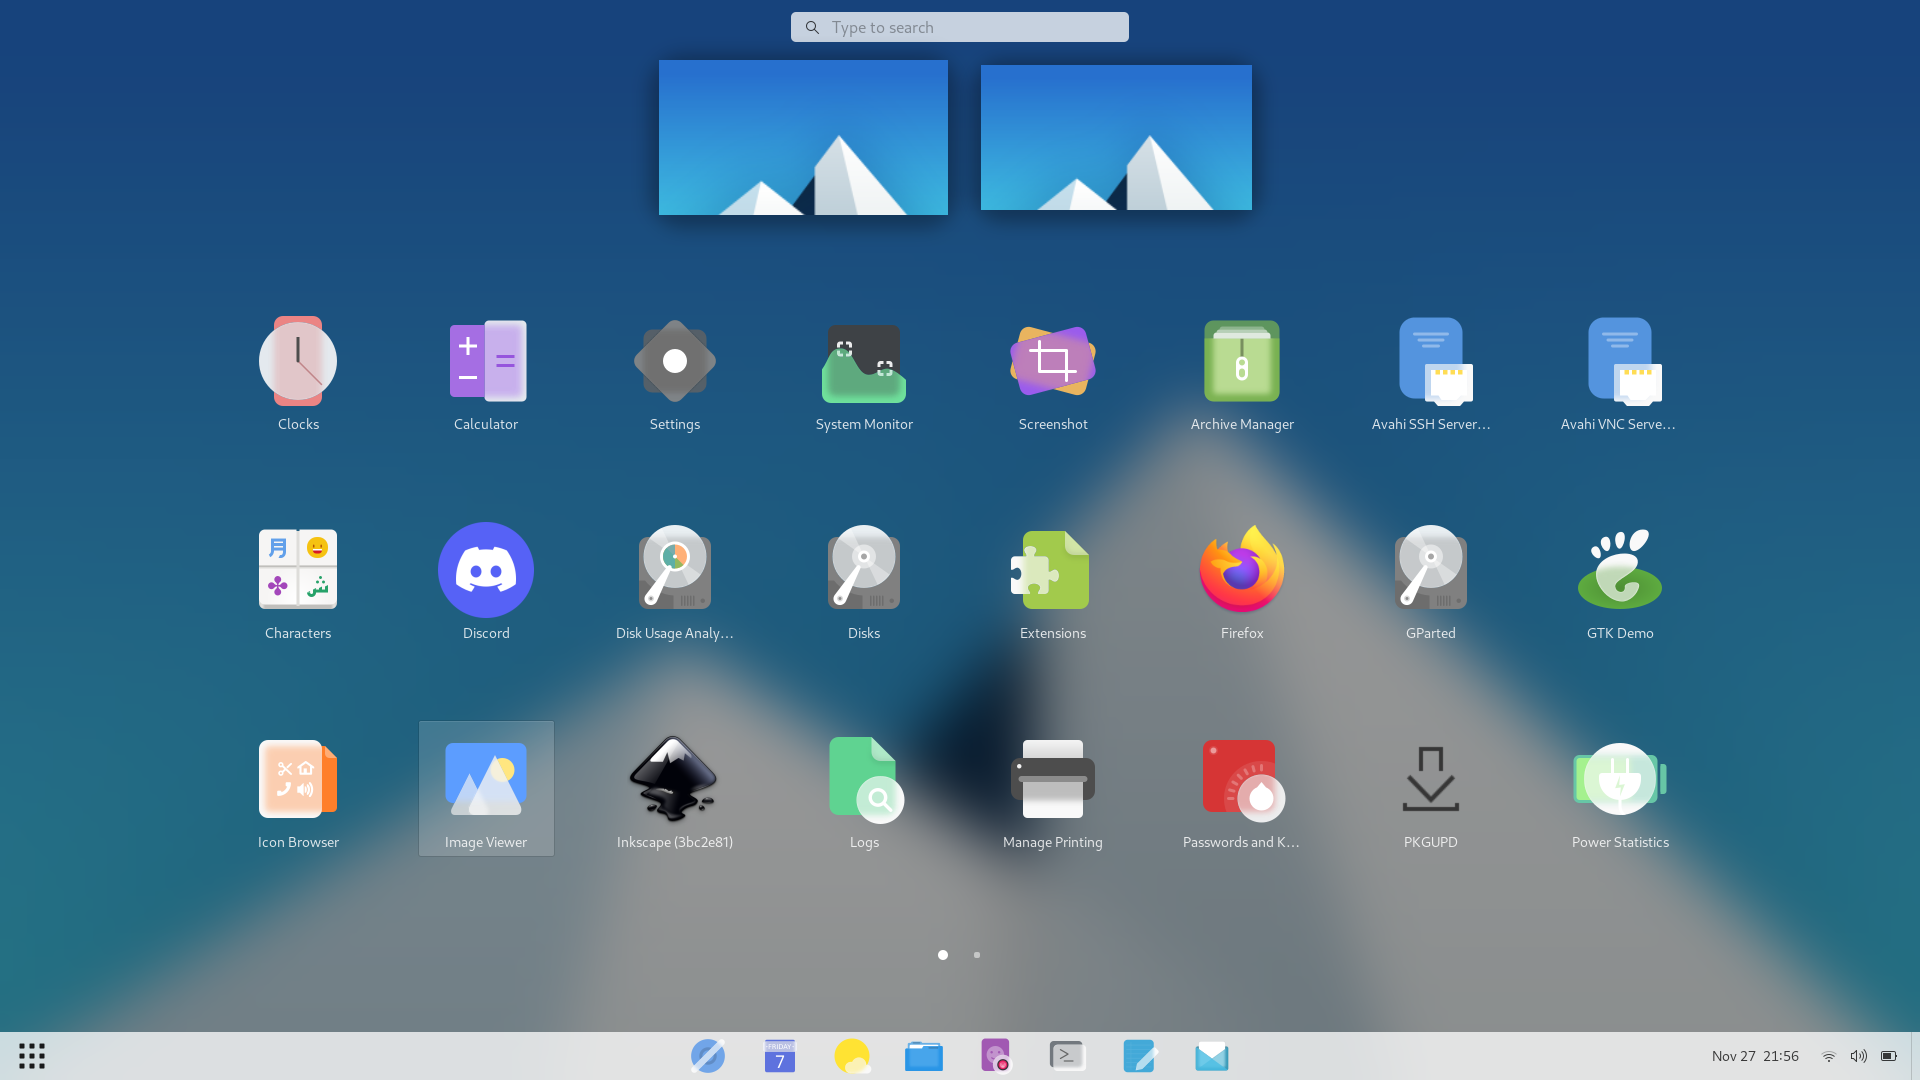 Type to search
Clocks
Calculator
Settings
System Monitor
Screenshot
Archive Manager
Avahi SSH Server…
Avahi VNC Serve…
月
ش
Characters
Discord
Disk Usage Analy…
Disks
Extensions
Firefox
GParted
GTK Demo
Icon Browser
Image Viewer
Inkscape (3bc2e81)
Logs
Manage Printing
Passwords and K…
PKGUPD
Power Statistics
FRIDAY
7
>_
Nov 27 21:56